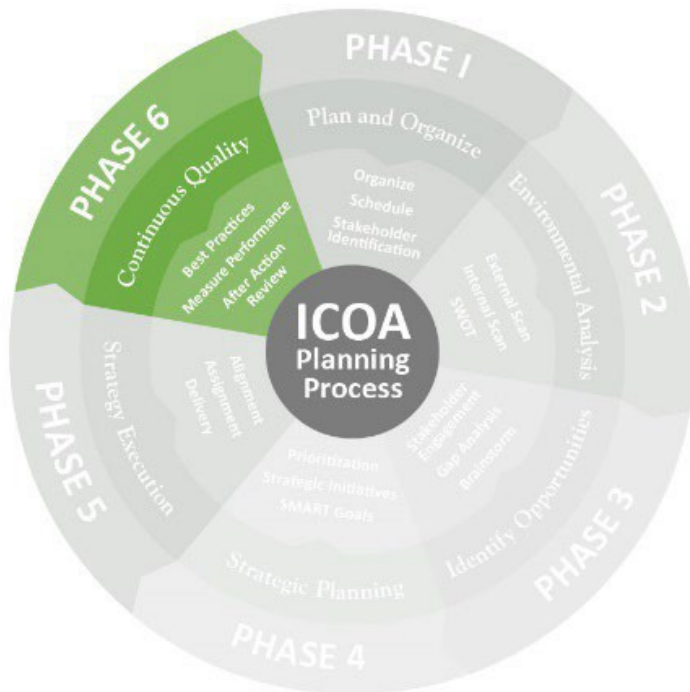 PHASE I
Plan and Organize
Organize
Schedule
Stakeholder
Identification
PHASE 2
Environmental Analysis
External Scan
Internal Scan
SWOT
PHASE 3
Identify Opportunities
Stakeholder
Engagement
Gap Analysis
Brainstorm
PHASE 4
Strategic Planning
Prioritization
Strategic Initiatives
SMART Goals
PHASE 5
Strategy Execution
Alignment
Assignment
Delivery
PHASE 6
Continuous Quality
Best Practices
Measure Performance
After Action
Review
ICOA
Planning
Process